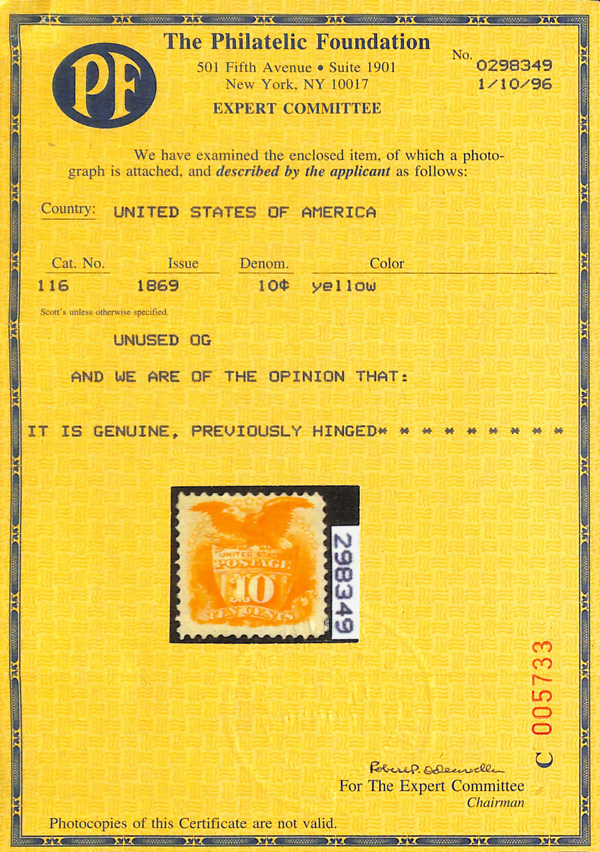 PF
The Philatelic Foundation
501 Fifth Avenue • Suite 1901
New York, NY 10017
EXPERT COMMITTEE
No. 0298349
1/10/96
We have examined the enclosed item, of which a photo-
graph is attached, and described by the applicant as follows:
Country: UNITED STATES OF AMERICA
Cat. No. Issue Denom. Color
116 1869 10¢ yellow
Scott's unless otherwise specified.
UNUSED OG
AND WE ARE OF THE OPINION THAT:
IT IS GENUINE, PREVIOUSLY HINGED* * * * * * * * *
UNITED STATES
POSTAGE
10
TEN CENTS
298349
C 005733
For The Expert Committee
Chairman
Photocopies of this Certificate are not valid.